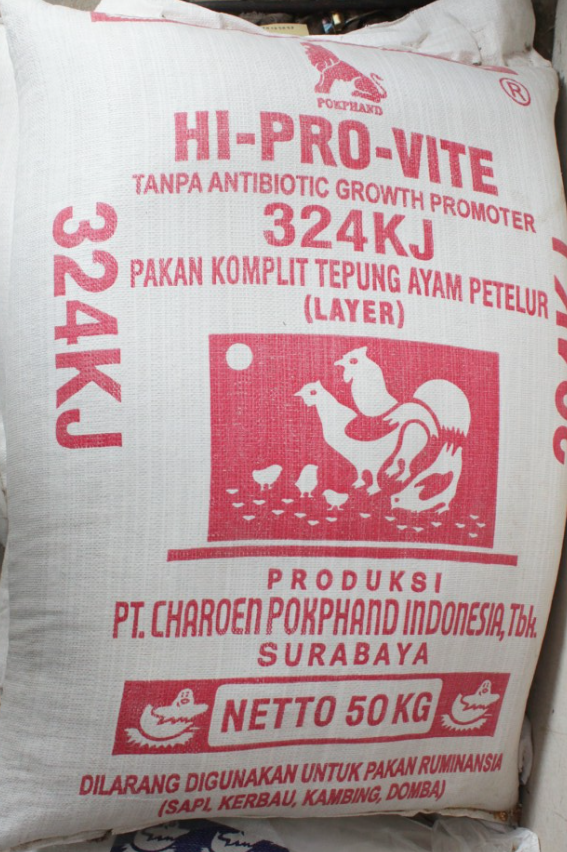 POKPHAND
®
HI-PRO-VITE
TANPA ANTIBIOTIC GROWTH PROMOTER
324KJ
PAKAN KOMPLIT TEPUNG AYAM PETELUR
(LAYER)
324KJ
324KJ
PRODUKSI
PT. CHAROEN POKPHAND INDONESIA, Tbk.
SURABAYA
NETTO 50 KG
DILARANG DIGUNAKAN UNTUK PAKAN RUMINANSIA
(SAPI, KERBAU, KAMBING, DOMBA)